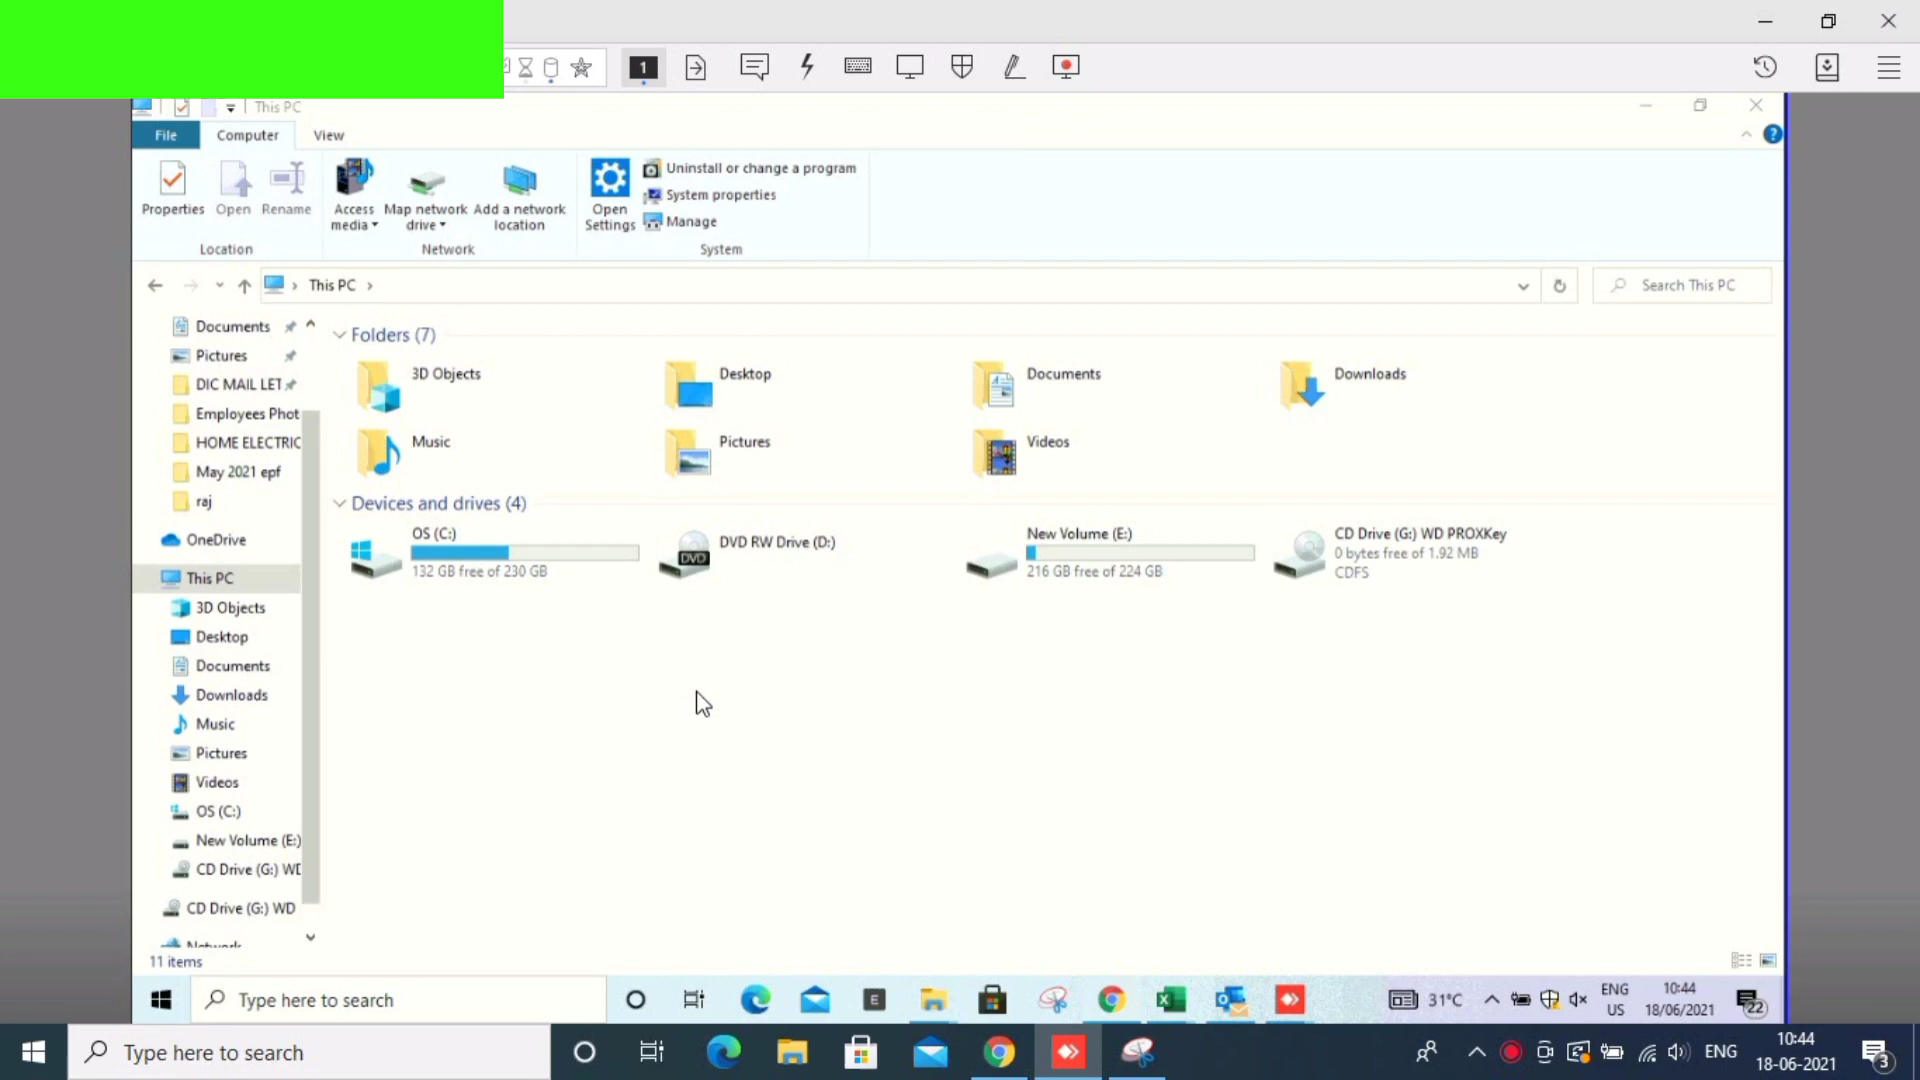 1
This PC
File
Computer
View
?
Properties
Open
Rename
Access media
Map network drive
Add a network location
Open Settings
Uninstall or change a program
System properties
Manage
Location
Network
System
This PC
Search This PC
Documents
Pictures
DIC MAIL LET
Employees Phot
HOME ELECTRIC
May 2021 epf
raj
OneDrive
This PC
3D Objects
Desktop
Documents
Downloads
Music
Pictures
Videos
OS (C:)
New Volume (E:)
CD Drive (G:) WD
CD Drive (G:) WD
Network
Folders (7)
3D Objects
Desktop
Documents
Downloads
Music
Pictures
Videos
Devices and drives (4)
OS (C:)
132 GB free of 230 GB
DVD
DVD RW Drive (D:)
New Volume (E:)
216 GB free of 224 GB
CD Drive (G:) WD PROXKey
0 bytes free of 1.92 MB
CDFS
11 items
Type here to search
E
31°C
ENG
US
10:44
18/06/2021
22
Type here to search
ENG
10:44
18-06-2021
3